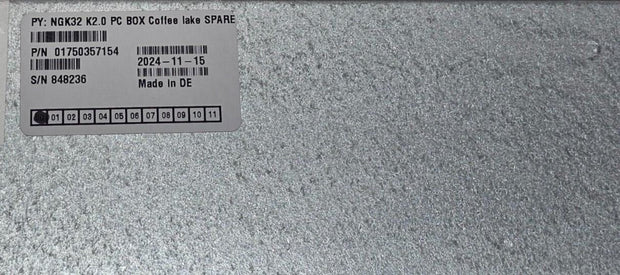 PY: NGK32 K2.0 PC BOX Coffee lake SPARE
P/N 01750357154
2024-11-15
S/N 848236
Made in DE
01 02 03 04 05 06 07 08 09 10 11